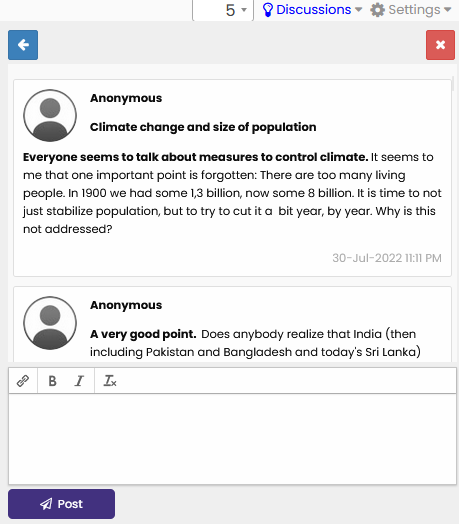 5 Discussions Settings
Anonymous
Climate change and size of population
Everyone seems to talk about measures to control climate. It seems to
me that one important point is forgotten: There are too many living
people. In 1900 we had some 1,3 billion, now some 8 billion. It is time to not
just stabilize population, but to try to cut it a  bit year, by year. Why is this
not addressed?
30-Jul-2022 11:11 PM
Anonymous
A very good point. Does anybody realize that India (then
including Pakistan and Bangladesh and today's Sri Lanka)
B I Ix
Post